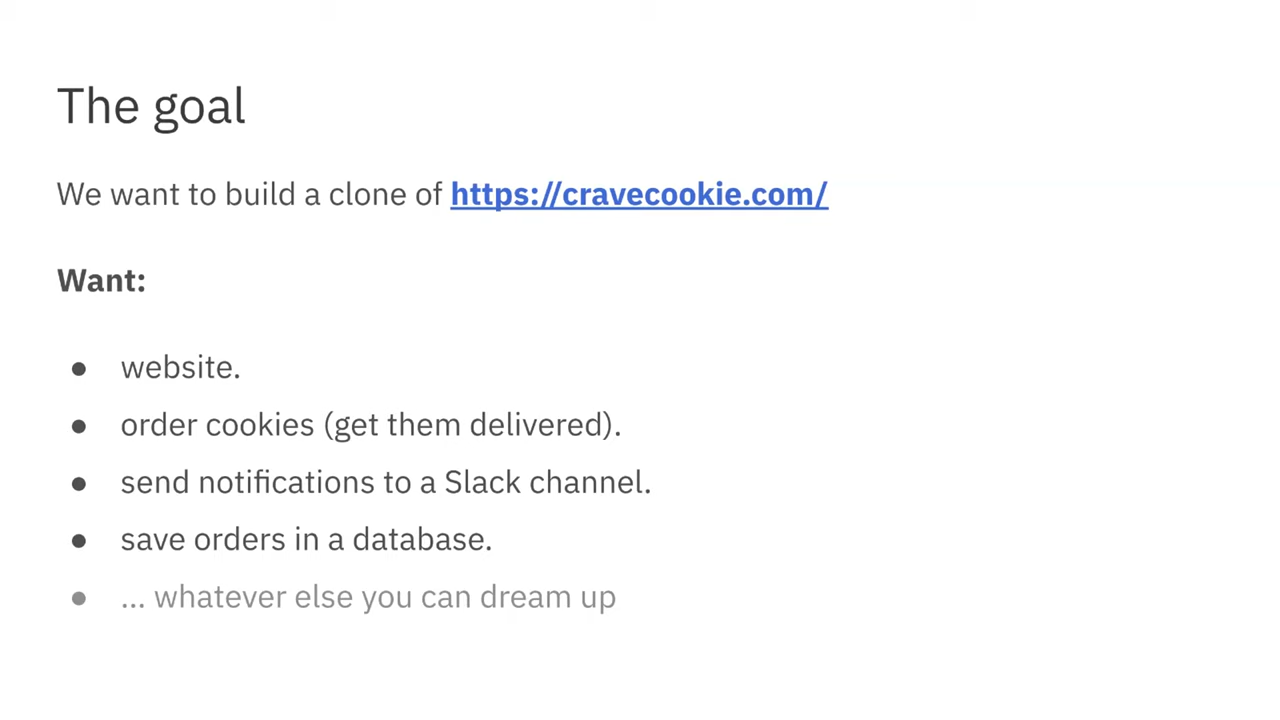 The goal
We want to build a clone of https://cravecookie.com/
Want:
● website.
● order cookies (get them delivered).
● send notifications to a Slack channel.
● save orders in a database.
● ... whatever else you can dream up